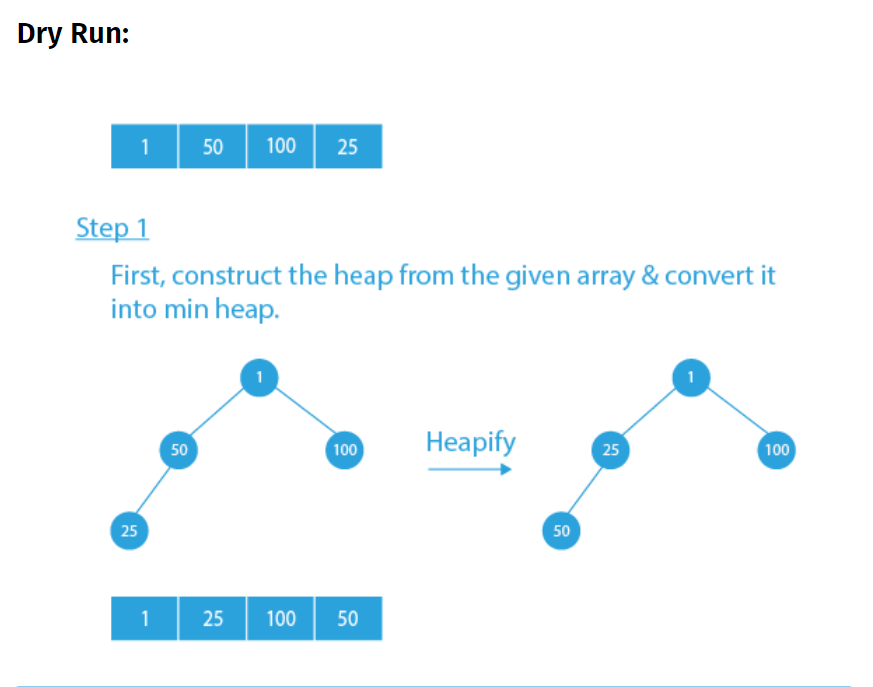 Dry Run:
1 50 100 25
Step 1
First, construct the heap from the given array & convert it
into min heap.
1 1
50 100 Heapify 25 100
25 50
1 25 100 50